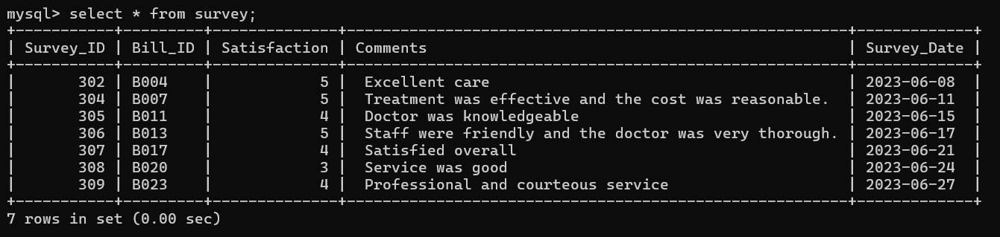 mysql> select * from survey;
+-----------+---------+--------------+---------------------------------------------------------+-------------+
| Survey_ID | Bill_ID | Satisfaction | Comments                                                | Survey_Date |
+-----------+---------+--------------+---------------------------------------------------------+-------------+
|       302 | B004    |            5 |  Excellent care                                         | 2023-06-08  |
|       304 | B007    |            5 |  Treatment was effective and the cost was reasonable.   | 2023-06-11  |
|       305 | B011    |            4 |  Doctor was knowledgeable                               | 2023-06-15  |
|       306 | B013    |            5 |  Staff were friendly and the doctor was very thorough.  | 2023-06-17  |
|       307 | B017    |            4 |  Satisfied overall                                      | 2023-06-21  |
|       308 | B020    |            3 |  Service was good                                       | 2023-06-24  |
|       309 | B023    |            4 |  Professional and courteous service                     | 2023-06-27  |
+-----------+---------+--------------+---------------------------------------------------------+-------------+
7 rows in set (0.00 sec)